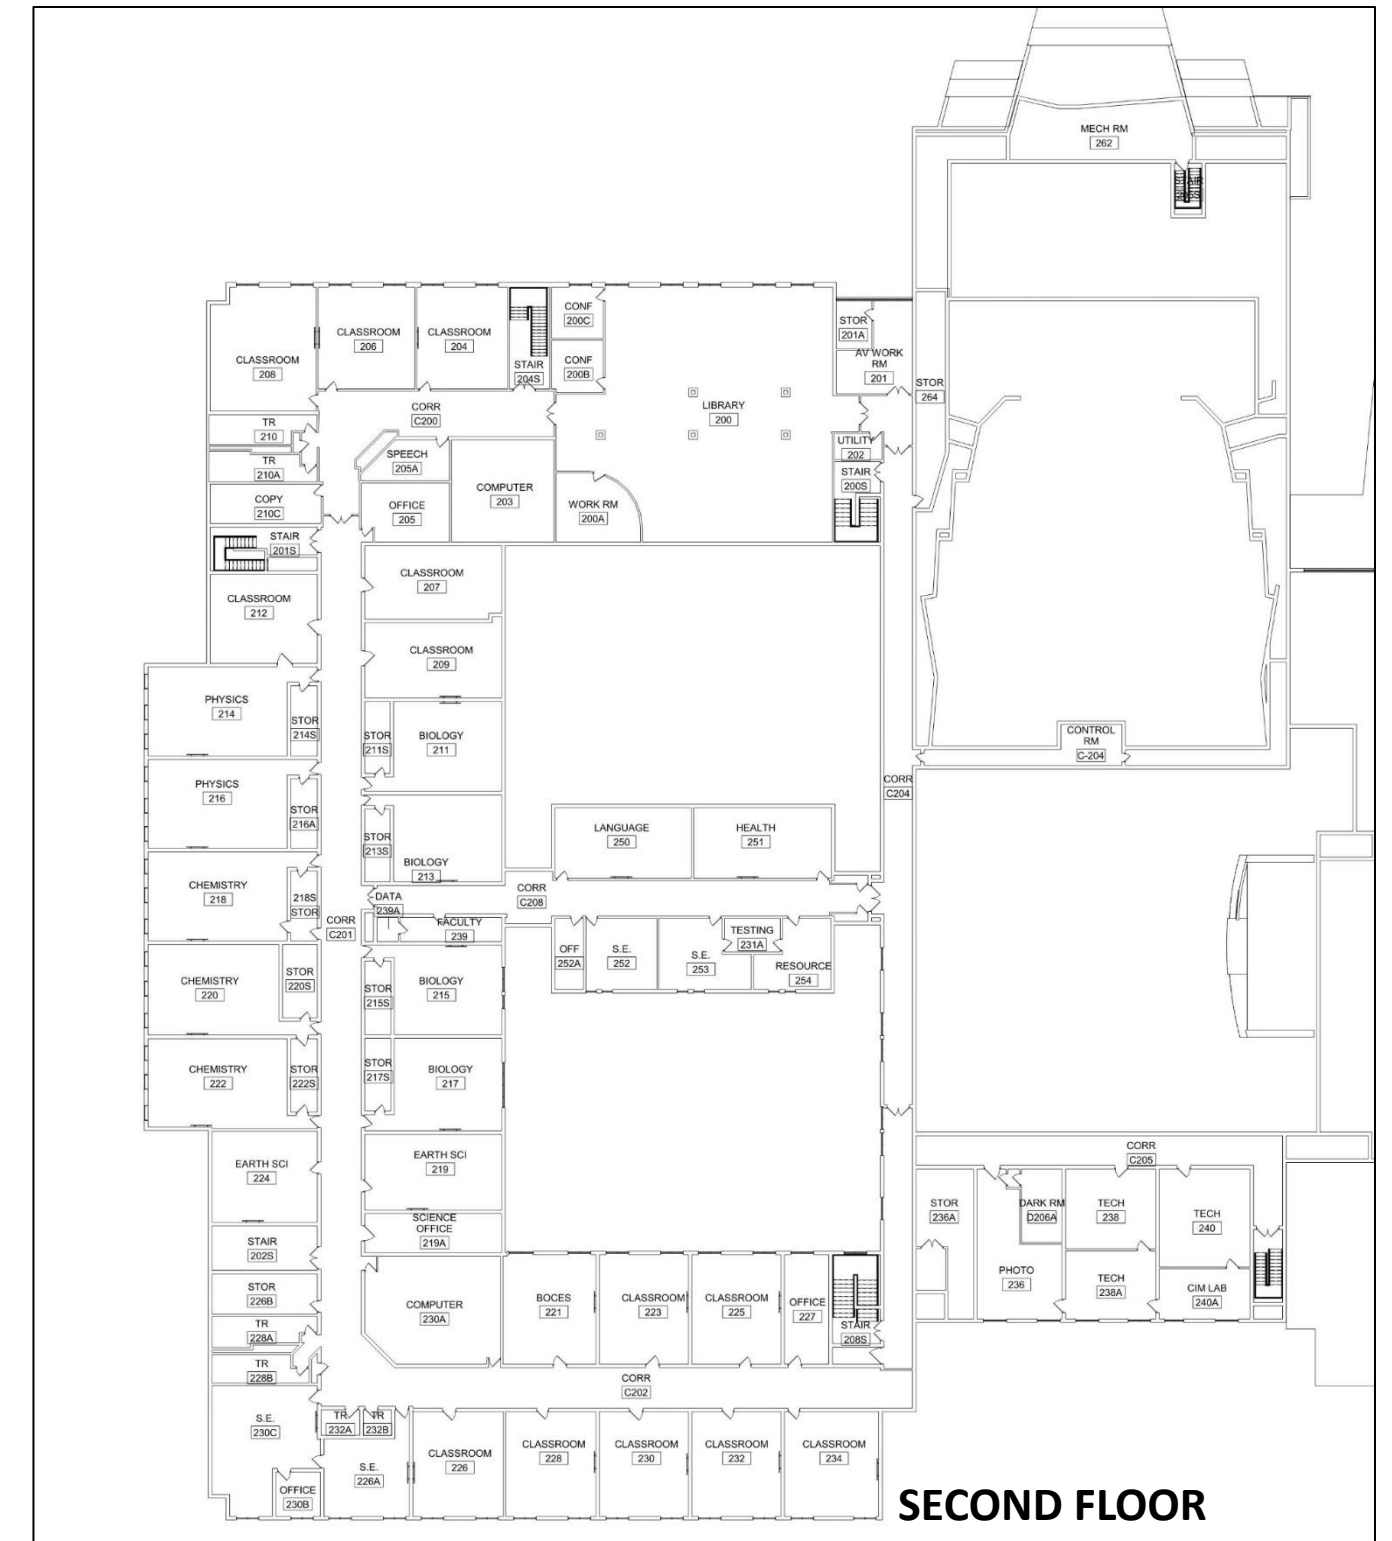 MECH RM
262
CONF
200C
STOR
201A
CLASSROOM
206
CLASSROOM
204
CLASSROOM
208
STAIR
204S
CONF
200B
AV WORK
RM
201
STOR
264
CORR
C200
LIBRARY
200
TR
210
SPEECH
205A
UTILITY
202
TR
210A
STAIR
200S
COPY
210C
OFFICE
205
COMPUTER
203
WORK RM
200A
STAIR
201S
CLASSROOM
207
CLASSROOM
212
CLASSROOM
209
PHYSICS
214
STOR
214S
STOR
211S
BIOLOGY
211
CONTROL
RM
C-204
PHYSICS
216
STOR
216A
CORR
C204
LANGUAGE
250
HEALTH
251
STOR
213S
BIOLOGY
213
CHEMISTRY
218
218S
STOR
DATA
239A
CORR
C208
CORR
C201
FACULTY
239
OFF
252A
S.E.
252
S.E.
253
TESTING
231A
RESOURCE
254
CHEMISTRY
220
STOR
220S
STOR
215S
BIOLOGY
215
CHEMISTRY
222
STOR
222S
STOR
217S
BIOLOGY
217
EARTH SCI
224
EARTH SCI
219
CORR
C205
STOR
236A
DARK RM
D206A
TECH
238
TECH
240
SCIENCE
OFFICE
219A
STAIR
202S
STOR
226B
COMPUTER
230A
BOCES
221
CLASSROOM
223
CLASSROOM
225
OFFICE
227
STAIR
208S
PHOTO
236
TECH
238A
CIM LAB
240A
TR
228A
TR
228B
CORR
C202
S.E.
230C
TR
232A
TR
232B
S.E.
226A
CLASSROOM
226
CLASSROOM
228
CLASSROOM
230
CLASSROOM
232
CLASSROOM
234
OFFICE
230B
SECOND FLOOR